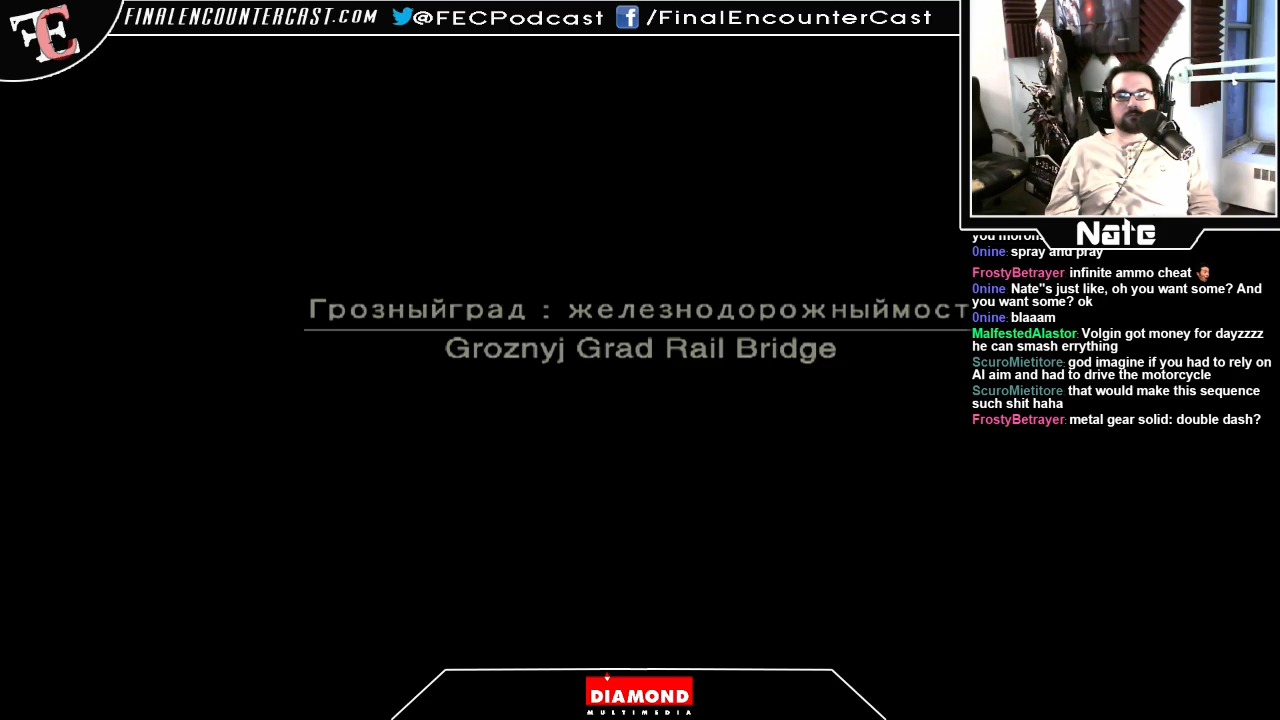 FINALENCOUNTERCAST.COM @FECPodcast f /FinalEncounterCast
FEC
Nate
you morons
0nine: spray and pray
FrostyBetrayer infinite ammo cheat
0nine Nate"s just like, oh you want some? And
you want some? ok
0nine: blaaam
MalfestedAlastor: Volgin got money for dayzzzz
he can smash errything
ScuroMietitore: god imagine if you had to rely on
AI aim and had to drive the motorcycle
ScuroMietitore: that would make this sequence
such shit haha
FrostyBetrayer: metal gear solid: double dash?
Грозныйград : железнодорожныймост
Groznyj Grad Rail Bridge
DIAMOND
MULTIMEDIA